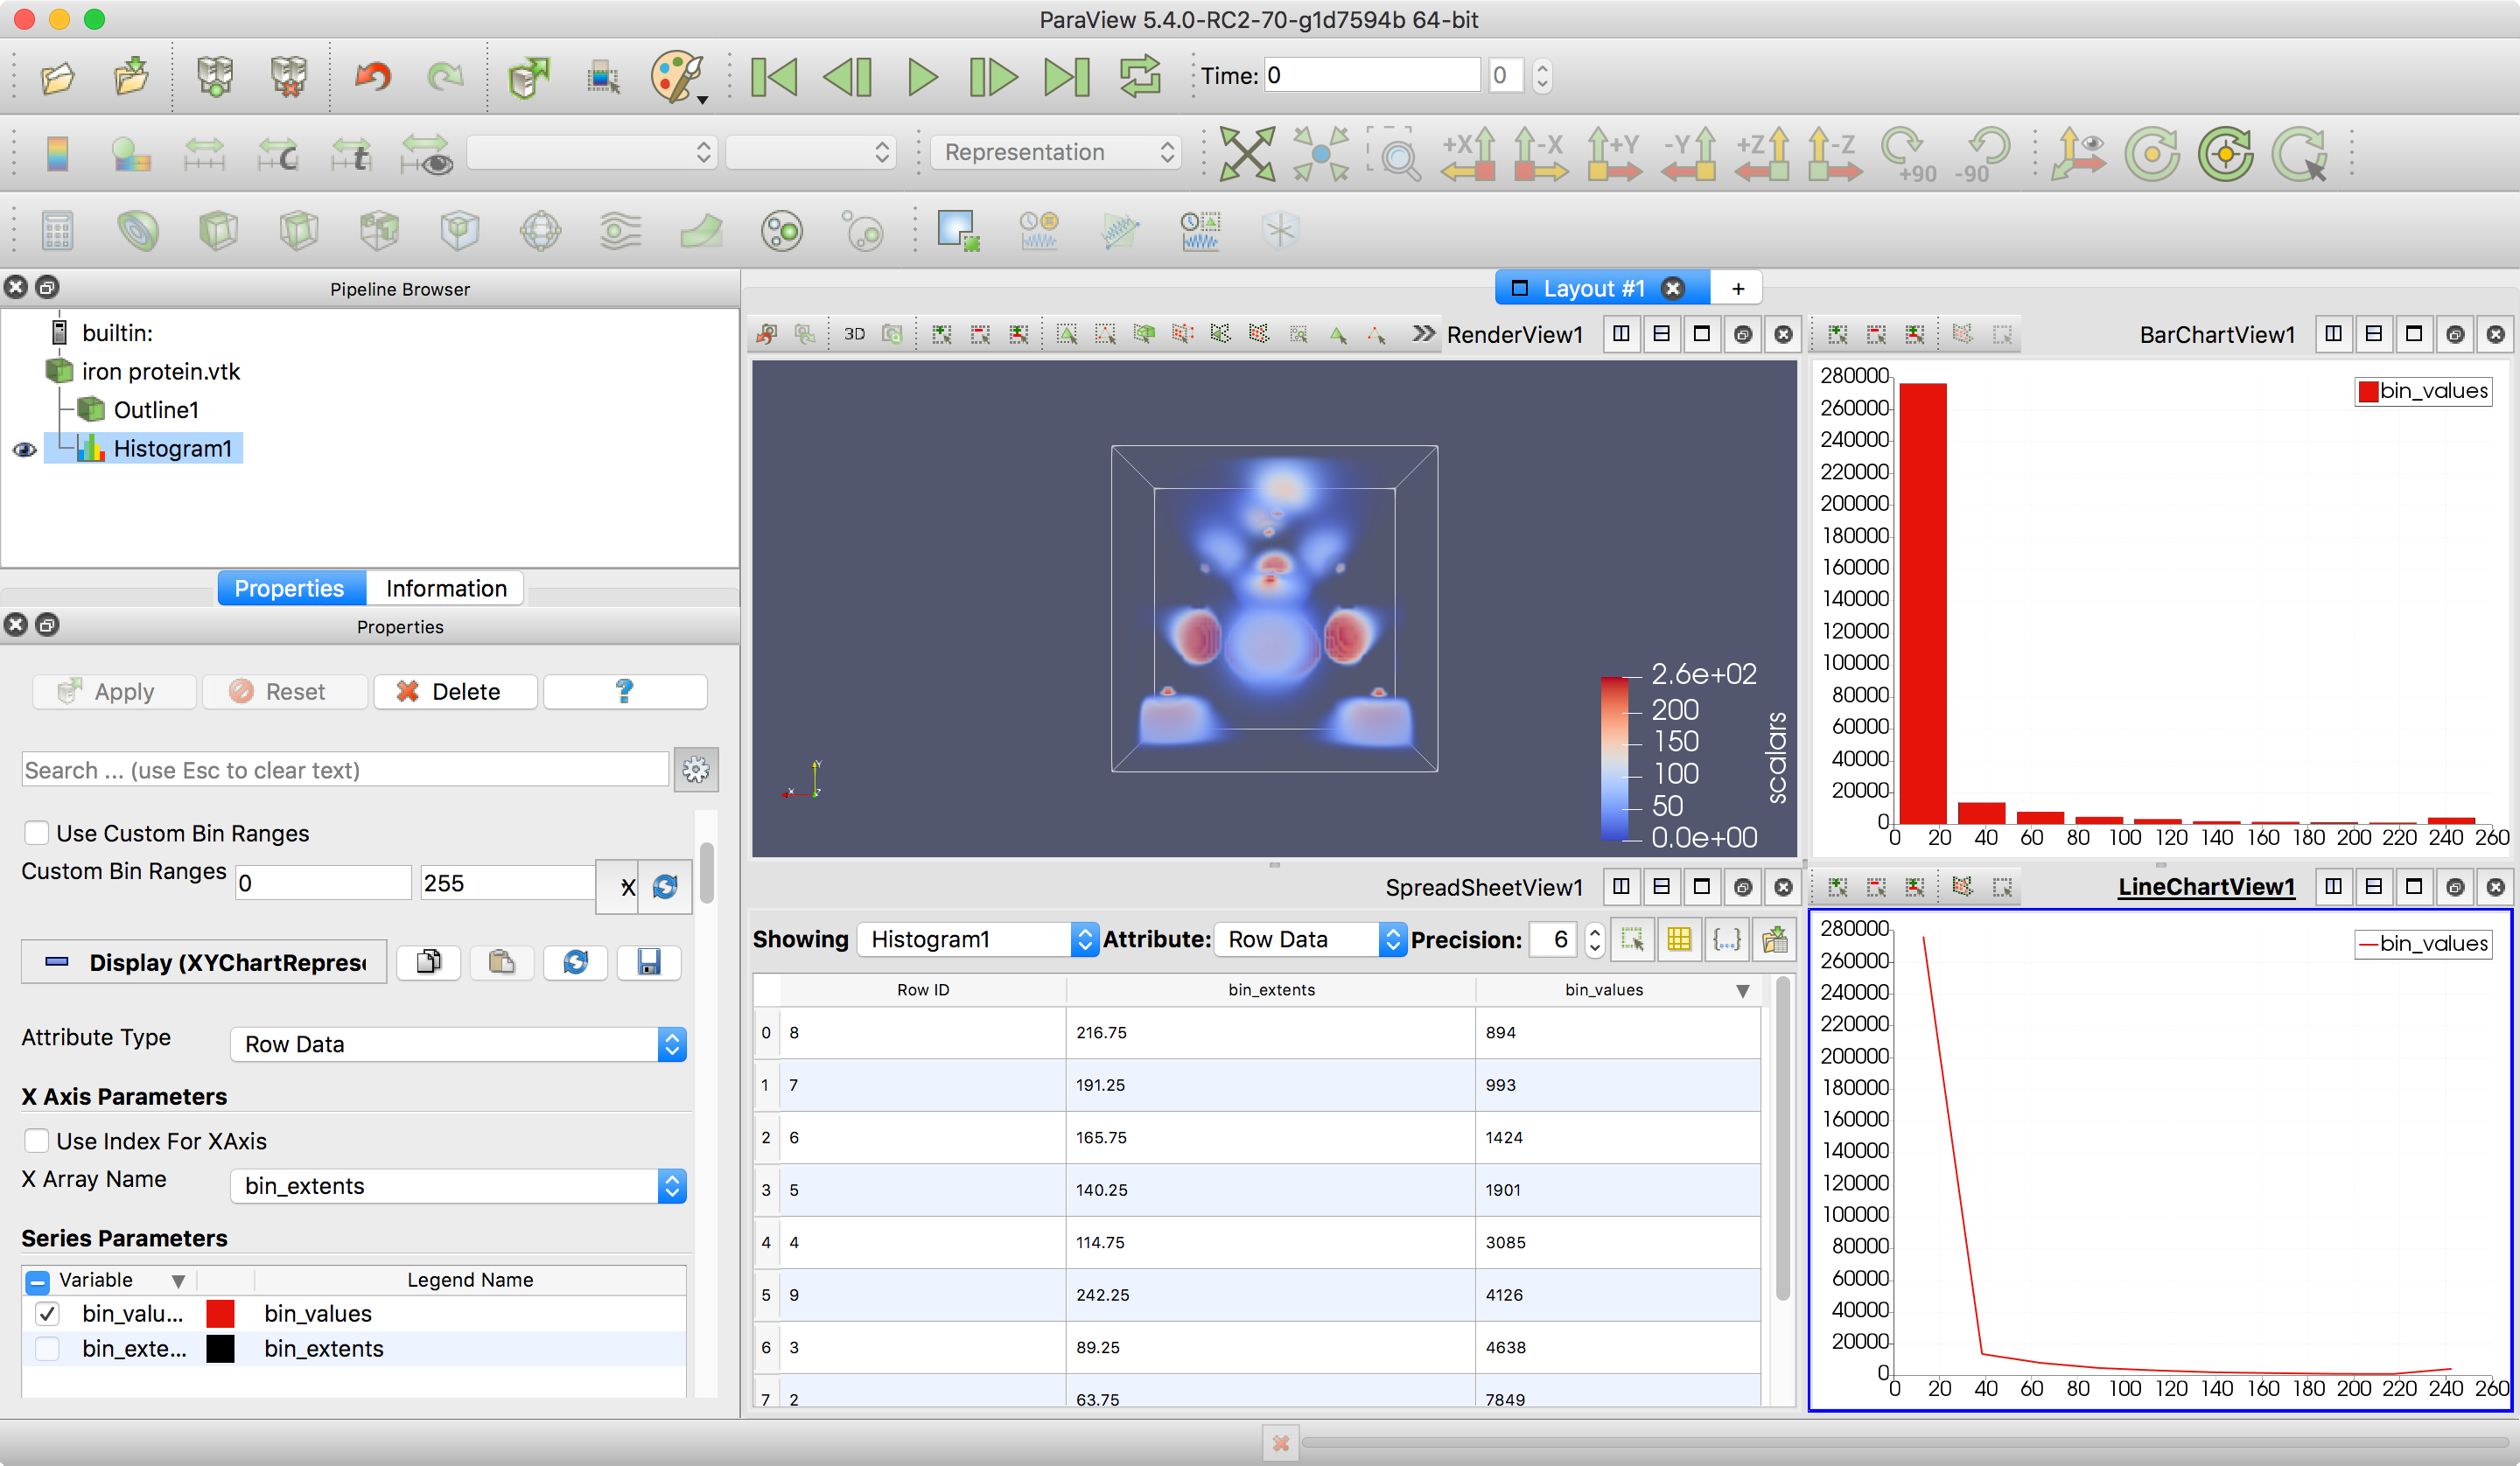 ParaView 5.4.0-RC2-70-g1d7594b 64-bit
3D
Time: 0 0
C t Representation +X -X +Y -Y +Z -Z +90 -90
Pipeline Browser
builtin:
iron protein.vtk
Outline1
Histogram1
Properties Information
Properties
Apply Reset Delete ?
Search ... (use Esc to clear text)
Use Custom Bin Ranges
Custom Bin Ranges 0 255 X
Display (XYChartReprese
Attribute Type Row Data
X Axis Parameters
Use Index For XAxis
X Array Name bin_extents
Series Parameters
Variable Legend Name
bin_valu... bin_values
bin_exte... bin_extents
Layout #1 +
RenderView1
2.6e+02
200
150
100
50
0.0e+00
scalars
Y
X
Z
BarChartView1
bin_values
280000
260000
240000
220000
200000
180000
160000
140000
120000
100000
80000
60000
40000
20000
0
0 20 40 60 80 100 120 140 160 180 200 220 240 260
SpreadSheetView1
Showing Histogram1 Attribute: Row Data Precision: 6 {...}
Row ID bin_extents bin_values
0 8 216.75 894
1 7 191.25 993
2 6 165.75 1424
3 5 140.25 1901
4 4 114.75 3085
5 9 242.25 4126
6 3 89.25 4638
7 2 63.75 7849
LineChartView1
bin_values
280000
260000
240000
220000
200000
180000
160000
140000
120000
100000
80000
60000
40000
20000
0
0 20 40 60 80 100 120 140 160 180 200 220 240 260